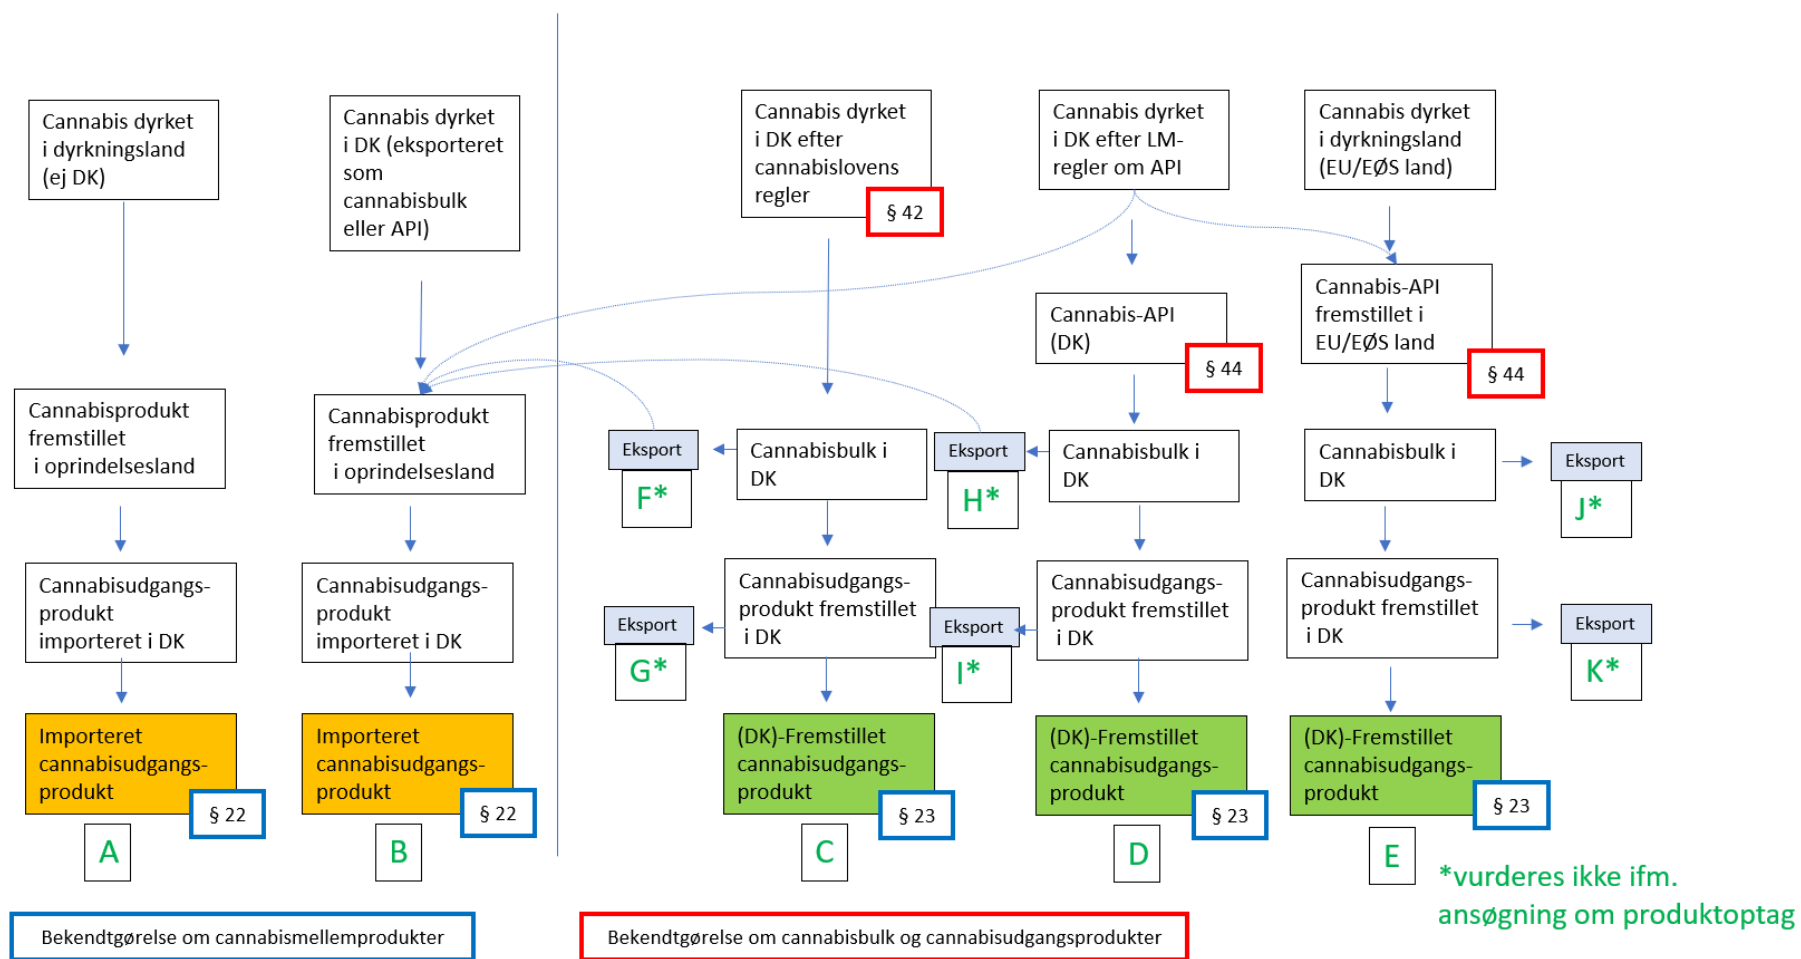 Cannabis dyrket
i dyrkningsland
(ej DK)
Cannabisprodukt
fremstillet
i oprindelsesland
Cannabisudgangs-
produkt
importeret i DK
Importeret
cannabisudgangs-
produkt
§ 22
A
Cannabis dyrket
i DK (eksporteret
som
cannabisbulk
eller API)
Cannabisprodukt
fremstillet
i oprindelsesland
Cannabisudgangs-
produkt
importeret i DK
Importeret
cannabisudgangs-
produkt
§ 22
B
Cannabis dyrket
i DK efter
cannabislovens
regler
§ 42
Cannabisbulk i
DK
Eksport
F*
Cannabisudgangs-
produkt fremstillet
i DK
Eksport
G*
(DK)-Fremstillet
cannabisudgangs-
produkt
§ 23
C
Cannabis dyrket
i DK efter LM-
regler om API
Cannabis-API
(DK)
§ 44
Cannabisbulk i
DK
Eksport
H*
Cannabisudgangs-
produkt fremstillet
i DK
Eksport
I*
(DK)-Fremstillet
cannabisudgangs-
produkt
§ 23
D
Cannabis dyrket
i dyrkningsland
(EU/EØS land)
Cannabis-API
fremstillet i
EU/EØS land
§ 44
Cannabisbulk i
DK
Eksport
J*
Cannabisudgangs-
produkt fremstillet
i DK
Eksport
K*
(DK)-Fremstillet
cannabisudgangs-
produkt
§ 23
E
*vurderes ikke ifm.
ansøgning om produktoptag
Bekendtgørelse om cannabismellemprodukter
Bekendtgørelse om cannabisbulk og cannabisudgangsprodukter